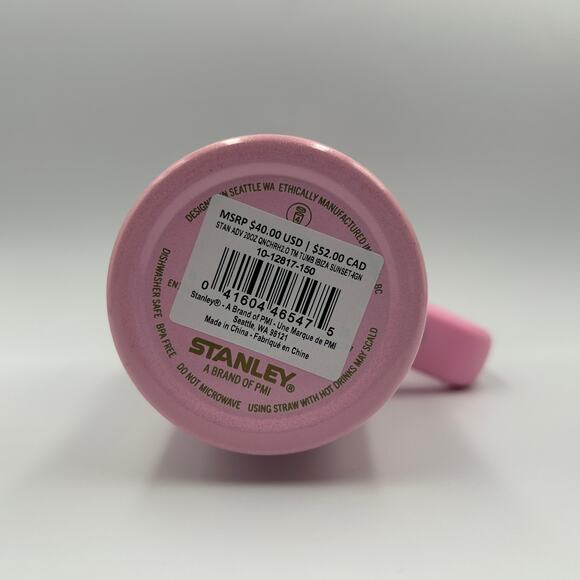 DESIGNED IN SEATTLE WA ETHICALLY MANUFACTURED IN
BC
MSRP $40.00 USD | $52.00 CAD
STAN ADV 20OZ QNCHRH2.O TM TUMB IBIZA SUNSET-4GN
10-12817-150
0 41604 46547 5
Stanley® - A Brand of PMI - Une Marque de PMI
Seattle, WA 98121
Made in China - Fabriqué en Chine
EN
STANLEY®
A BRAND OF PMI
DISHWASHER SAFE BPA FREE
DO NOT MICROWAVE USING STRAW WITH HOT DRINKS MAY SCALD